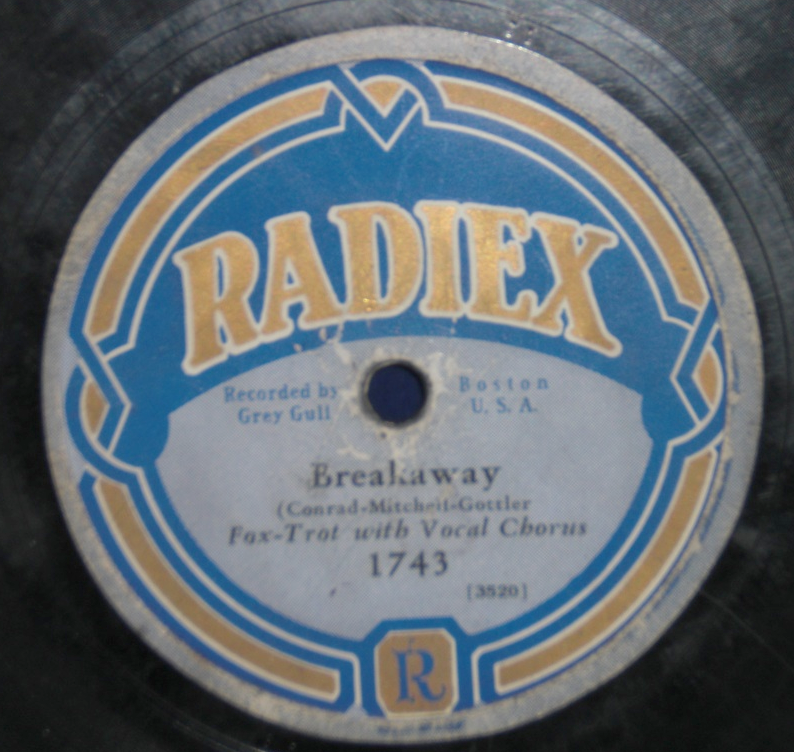 RADIEX
Recorded by
Grey Gull
Boston
U. S. A.
Breakaway
(Conrad-Mitchell-Gottler
Fox-Trot with Vocal Chorus
1743
[3520]
R